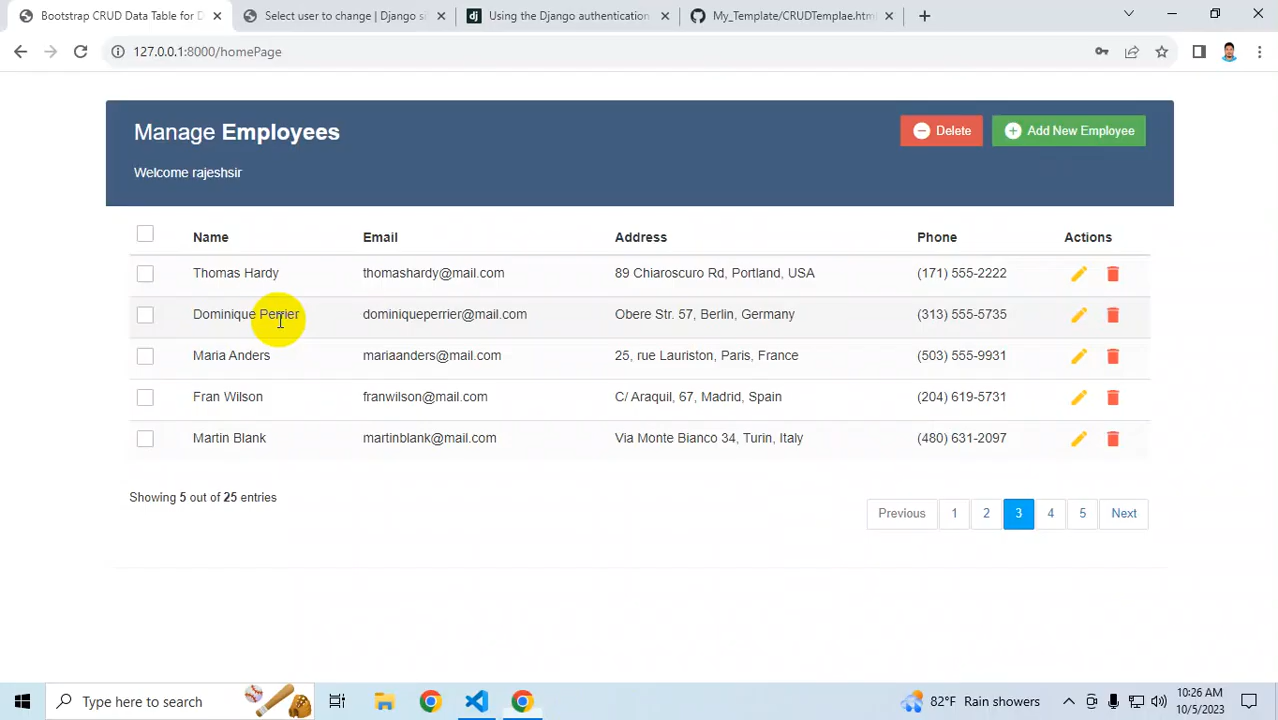 Bootstrap CRUD Data Table for D
Select user to change | Django si
Using the Django authentication
My_Template/CRUDTemplae.html
127.0.0.1:8000/homePage
Manage Employees
Delete
Add New Employee
Welcome rajeshsir
Name Email Address Phone Actions
Thomas Hardy thomashardy@mail.com 89 Chiaroscuro Rd, Portland, USA (171) 555-2222
Dominique Perrier dominiqueperrier@mail.com Obere Str. 57, Berlin, Germany (313) 555-5735
Maria Anders mariaanders@mail.com 25, rue Lauriston, Paris, France (503) 555-9931
Fran Wilson franwilson@mail.com C/ Araquil, 67, Madrid, Spain (204) 619-5731
Martin Blank martinblank@mail.com Via Monte Bianco 34, Turin, Italy (480) 631-2097
Showing 5 out of 25 entries
Previous 1 2 3 4 5 Next
Type here to search
82°F Rain showers
10:26 AM
10/5/2023